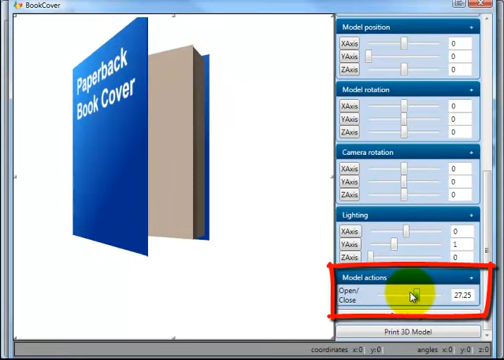 BookCover
Paperback
Book Cover
Model position
XAxis 0
YAxis 0
ZAxis 0
Model rotation
XAxis 0
YAxis 0
ZAxis 0
Camera rotation
XAxis 0
YAxis 0
ZAxis 0
Lighting
XAxis 0
YAxis 1
ZAxis 0
Model actions
Open/
Close 27.25
Print 3D Model
coordinates x:0 y:0 angles x:0 y:0